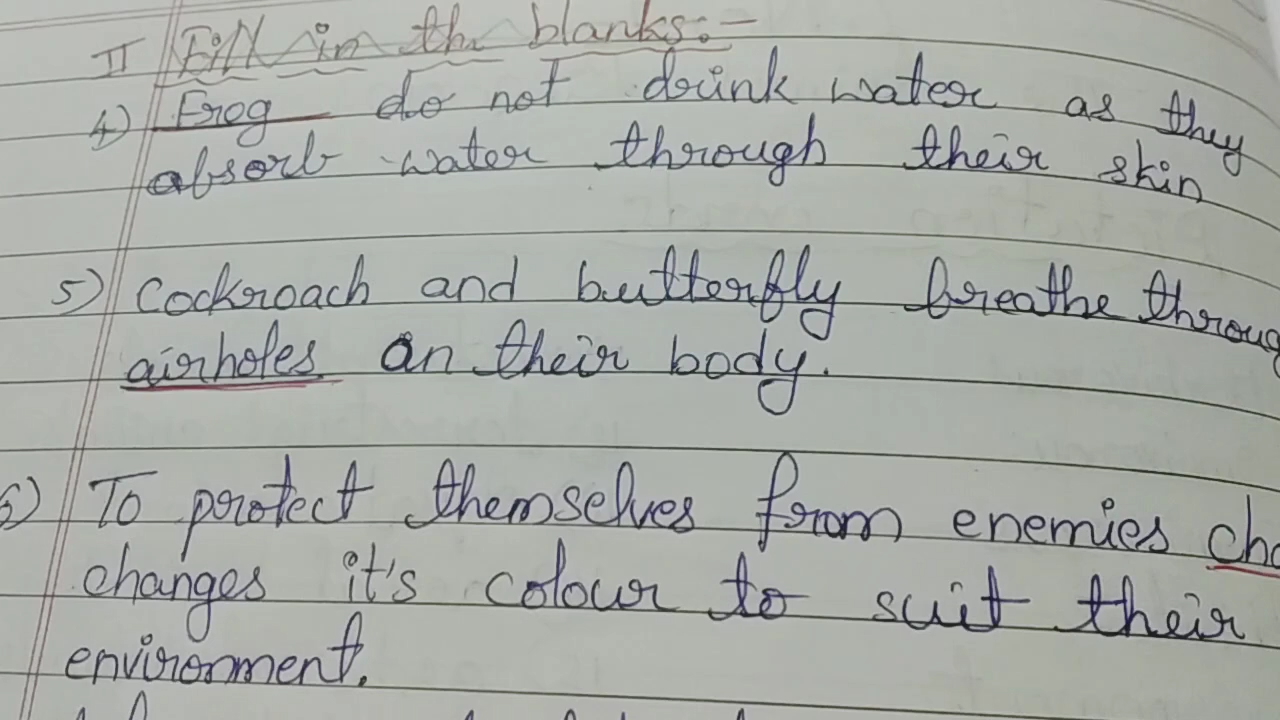 II Fill in the blanks:-
4) Frog do not drink water as they
absorb water through their skin
5) Cockroach and butterfly breathe throug
airholes on their body.
6) To protect themselves from enemies cha
changes it's colour to suit their
environment.